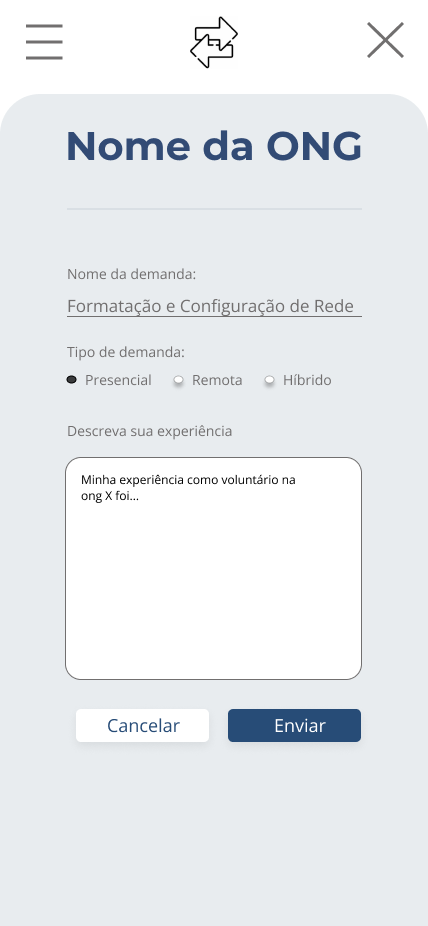 Nome da ONG
Nome da demanda:
Formatação e Configuração de Rede
Tipo de demanda:
Presencial Remota Híbrido
Descreva sua experiência
Minha experiência como voluntário na
ong X foi...
Cancelar Enviar